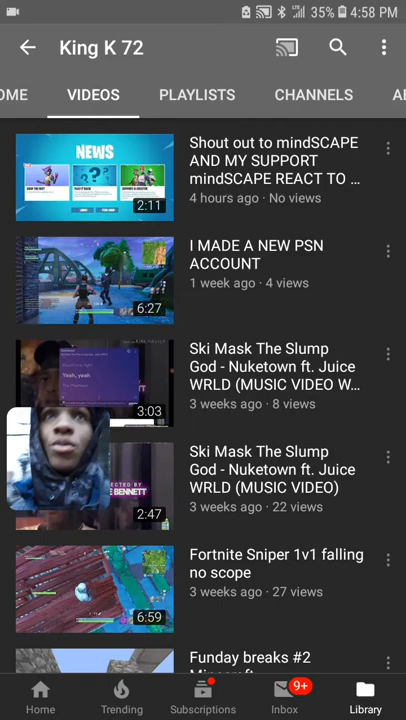 35% 4:58 PM
King K 72
OME VIDEOS PLAYLISTS CHANNELS
NEWS
2:11
Shout out to mindSCAPE
AND MY SUPPORT
mindSCAPE REACT TO ...
4 hours ago · No views
6:27
I MADE A NEW PSN
ACCOUNT
1 week ago · 4 views
Yeah, yeah
3:03
Ski Mask The Slump
God - Nuketown ft. Juice
WRLD (MUSIC VIDEO W...
3 weeks ago · 8 views
BENNETT
2:47
Ski Mask The Slump
God - Nuketown ft. Juice
WRLD (MUSIC VIDEO)
3 weeks ago · 22 views
6:59
Fortnite Sniper 1v1 falling
no scope
3 weeks ago · 27 views
Funday breaks #2
9+
Home Trending Subscriptions Inbox Library